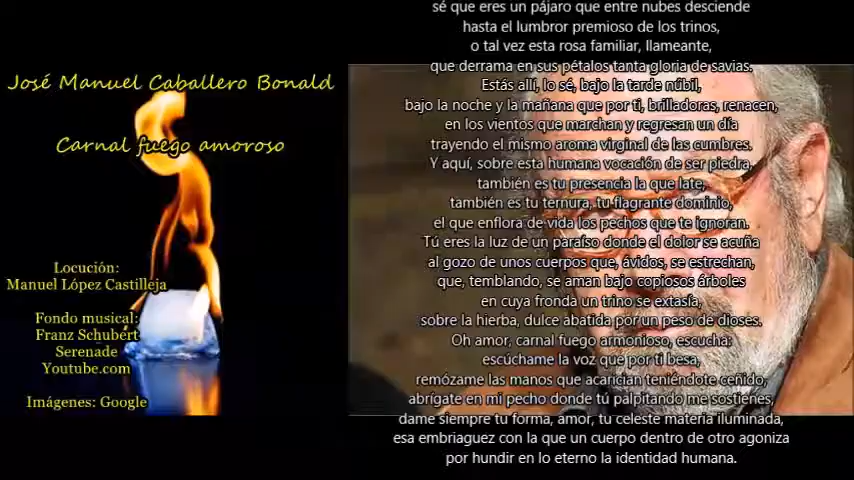 José Manuel Caballero Bonald
Carnal fuego amoroso
Locución:
Manuel López Castilleja
Fondo musical:
Franz Schubert
Serenade
Youtube.com
Imágenes: Google
sé que eres un pájaro que entre nubes desciende
hasta el lumbror premioso de los trinos,
o tal vez esta rosa familiar, llameante,
que derrama en sus pétalos tanta gloria de savias.
Estás allí, lo sé, bajo la tarde núbil,
bajo la noche y la mañana que por ti, brilladoras, renacen,
en los vientos que marchan y regresan un día
trayendo el mismo aroma virginal de las cumbres.
Y aquí, sobre esta humana vocación de ser piedra,
también es tu presencia la que late,
también es tu ternura, tu flagrante dominio,
el que enflora de vida los pechos que te ignoran.
Tú eres la luz de un paraíso donde el dolor se acuña
al gozo de unos cuerpos que, ávidos, se estrechan,
que, temblando, se aman bajo copiosos árboles
en cuya fronda un trino se extasía,
sobre la hierba, dulce abatida por un peso de dioses.
Oh amor, carnal fuego armonioso, escucha:
escúchame la voz que por ti besa,
remózame las manos que acarician teniéndote ceñido,
abrígate en mi pecho donde tú palpitando me sostienes,
dame siempre tu forma, amor, tu celeste materia iluminada,
esa embriaguez con la que un cuerpo dentro de otro agoniza
por hundir en lo eterno la identidad humana.